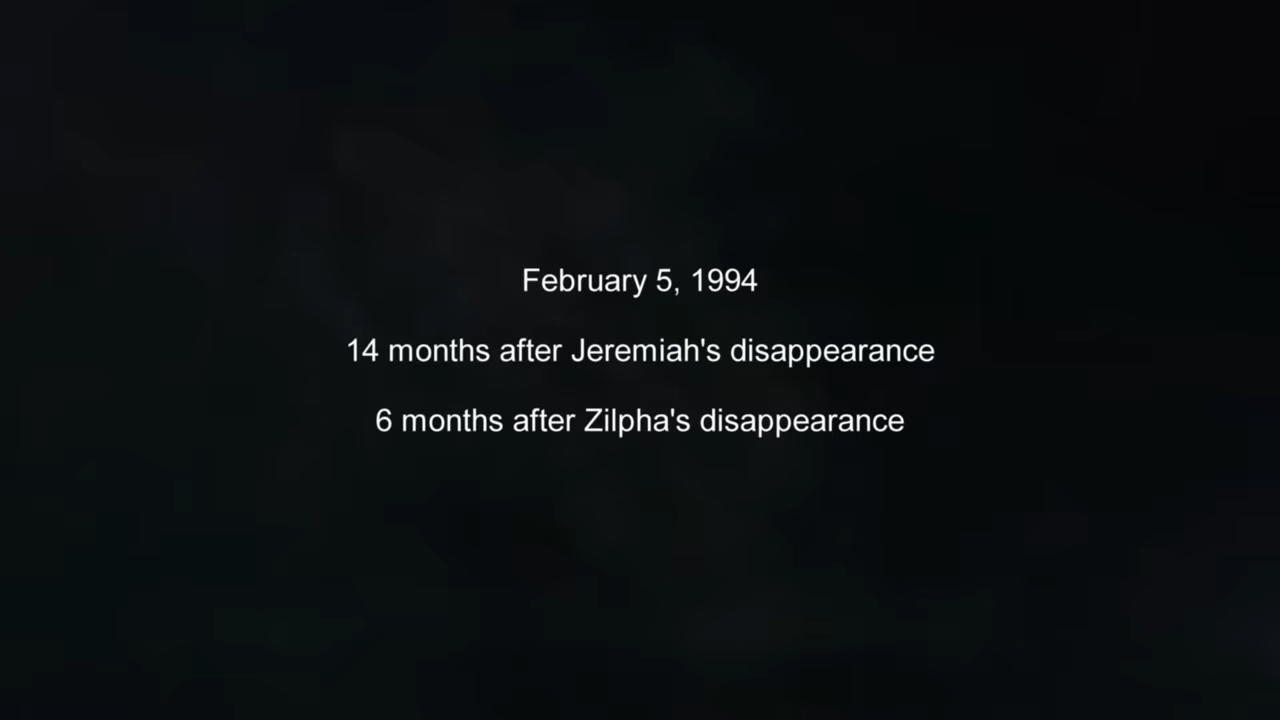 February 5, 1994
14 months after Jeremiah's disappearance
6 months after Zilpha's disappearance